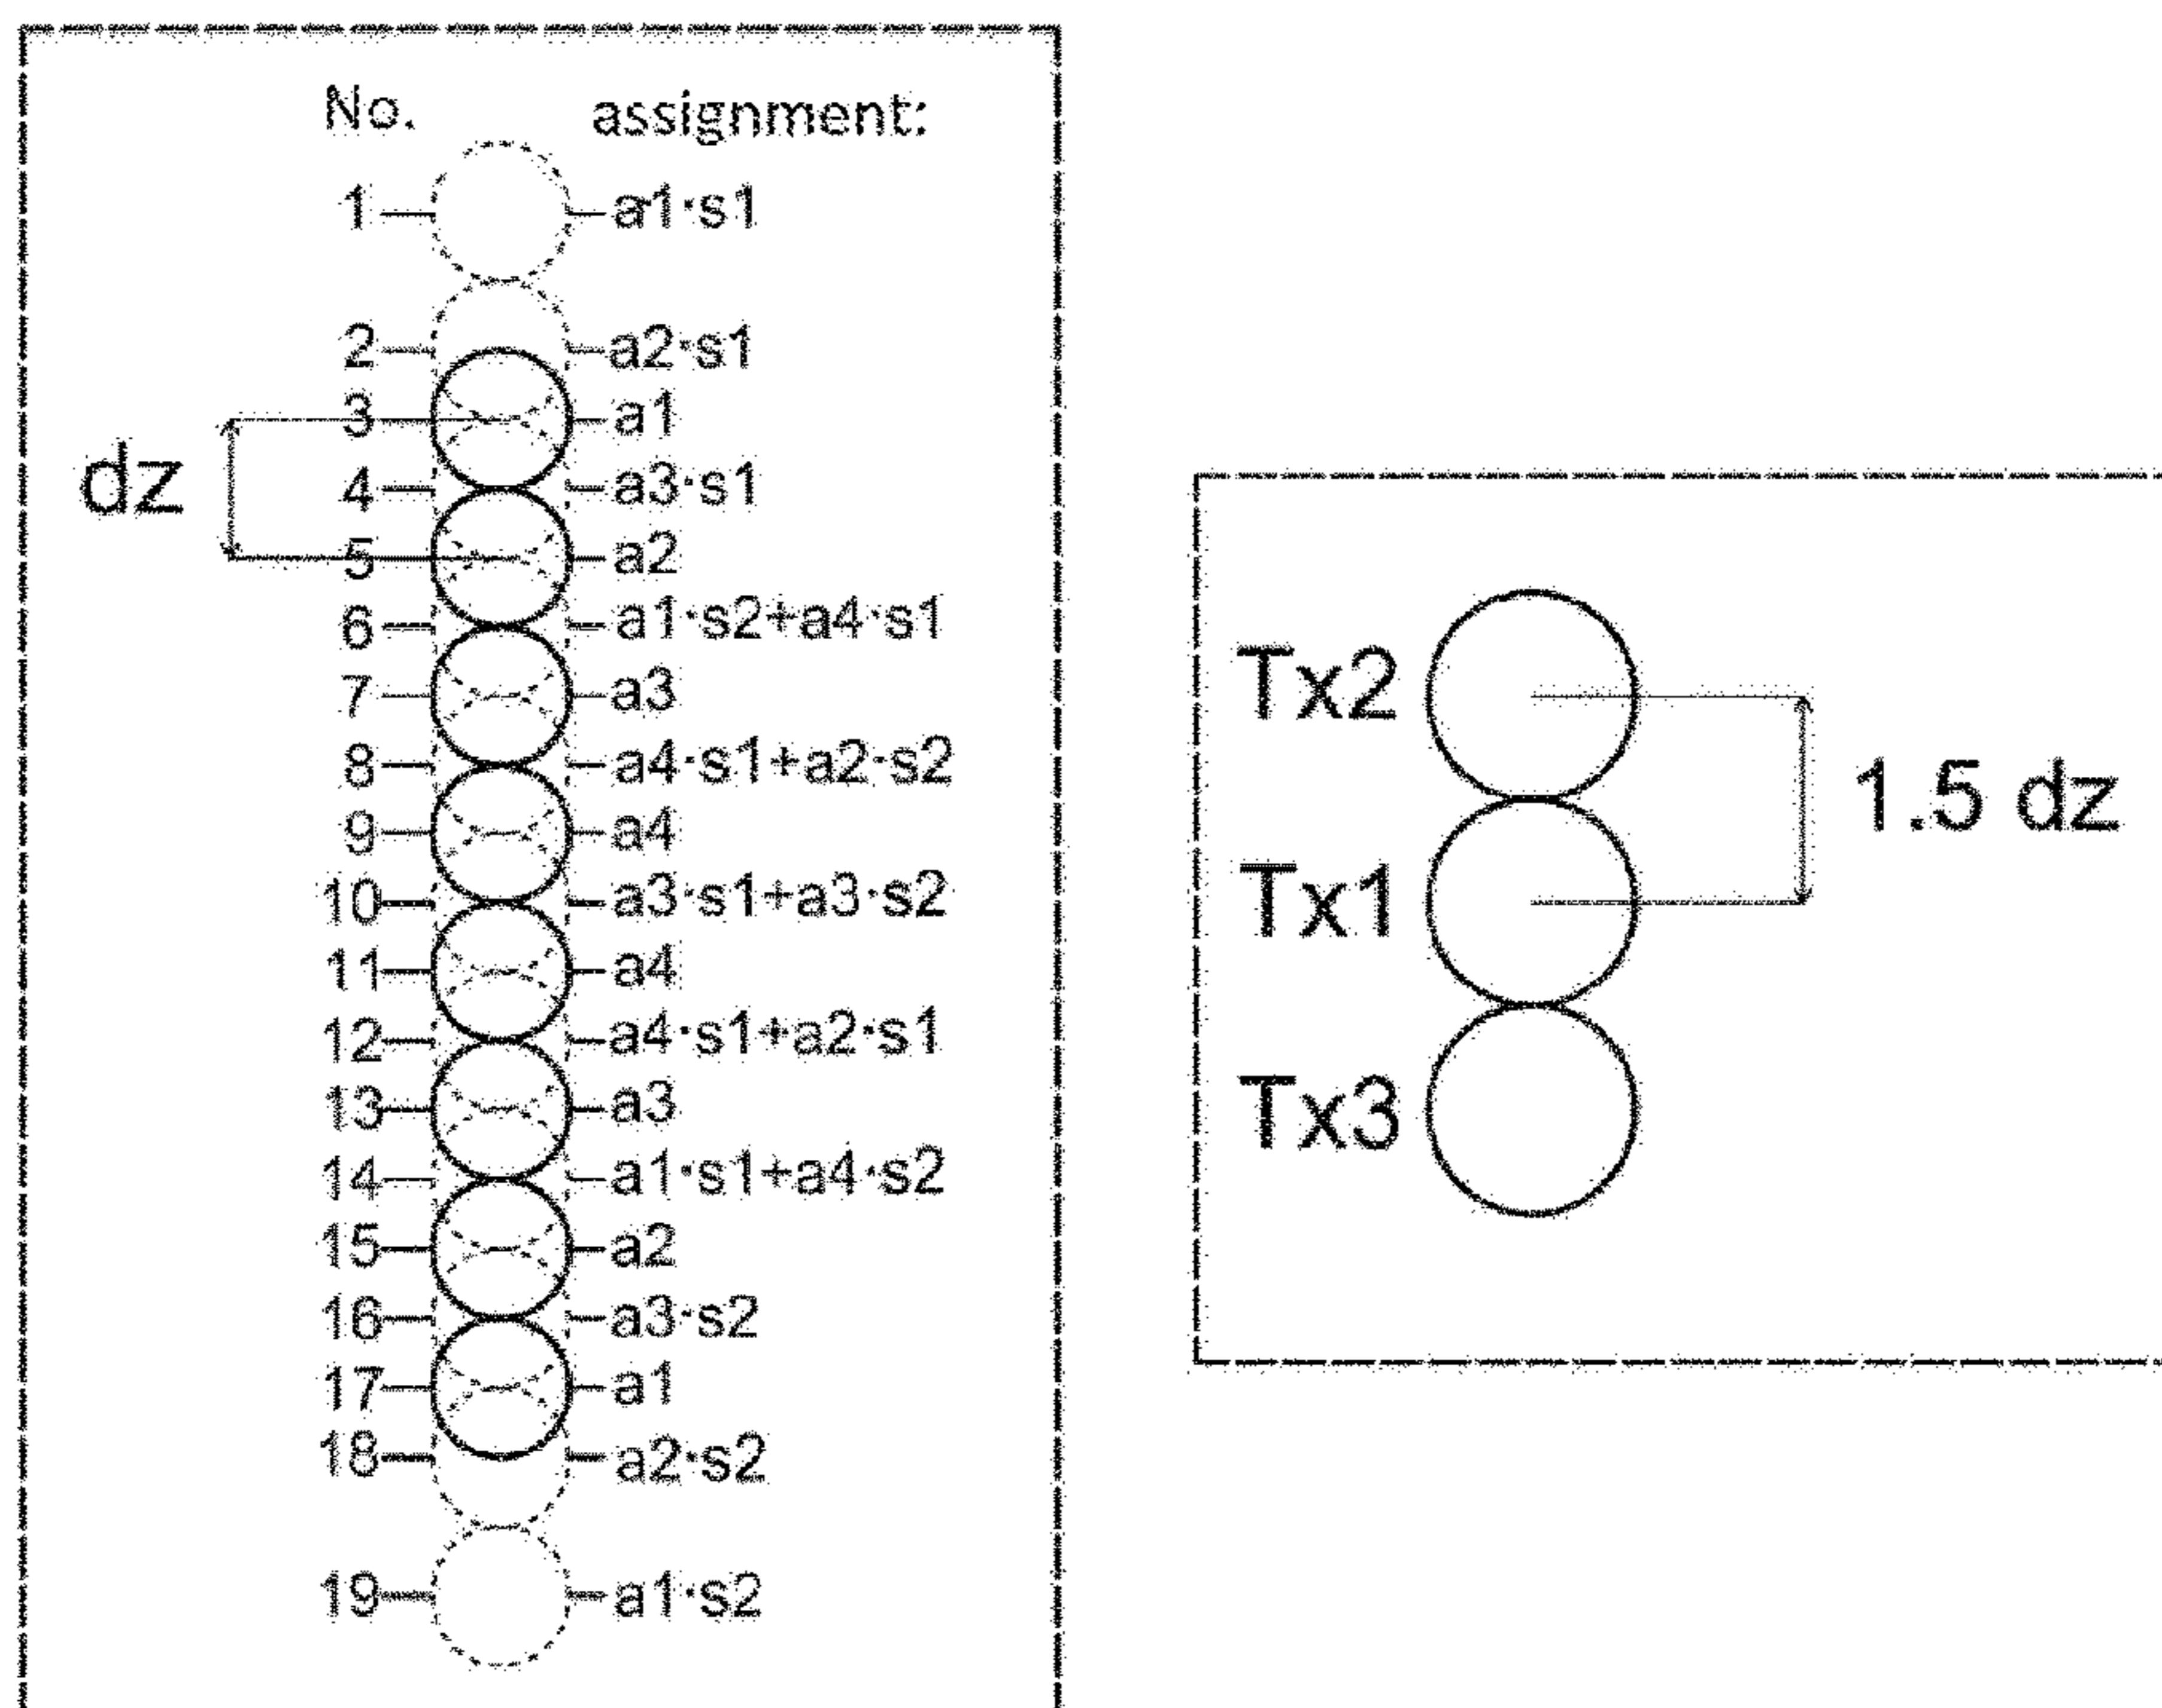 No. assignment:
1 a1·s1
2 a2·s1
3 a1
4 a3·s1
dz
5 a2
6 a1·s2+a4·s1
7 a3
8 a4·s1+a2·s2
9 a4
10 a3·s1+a3·s2
11 a4
12 a4·s1+a2·s1
13 a3
14 a1·s1+a4·s2
15 a2
16 a3·s2
17 a1
18 a2·s2
19 a1·s2
Tx2
1.5 dz
Tx1
Tx3